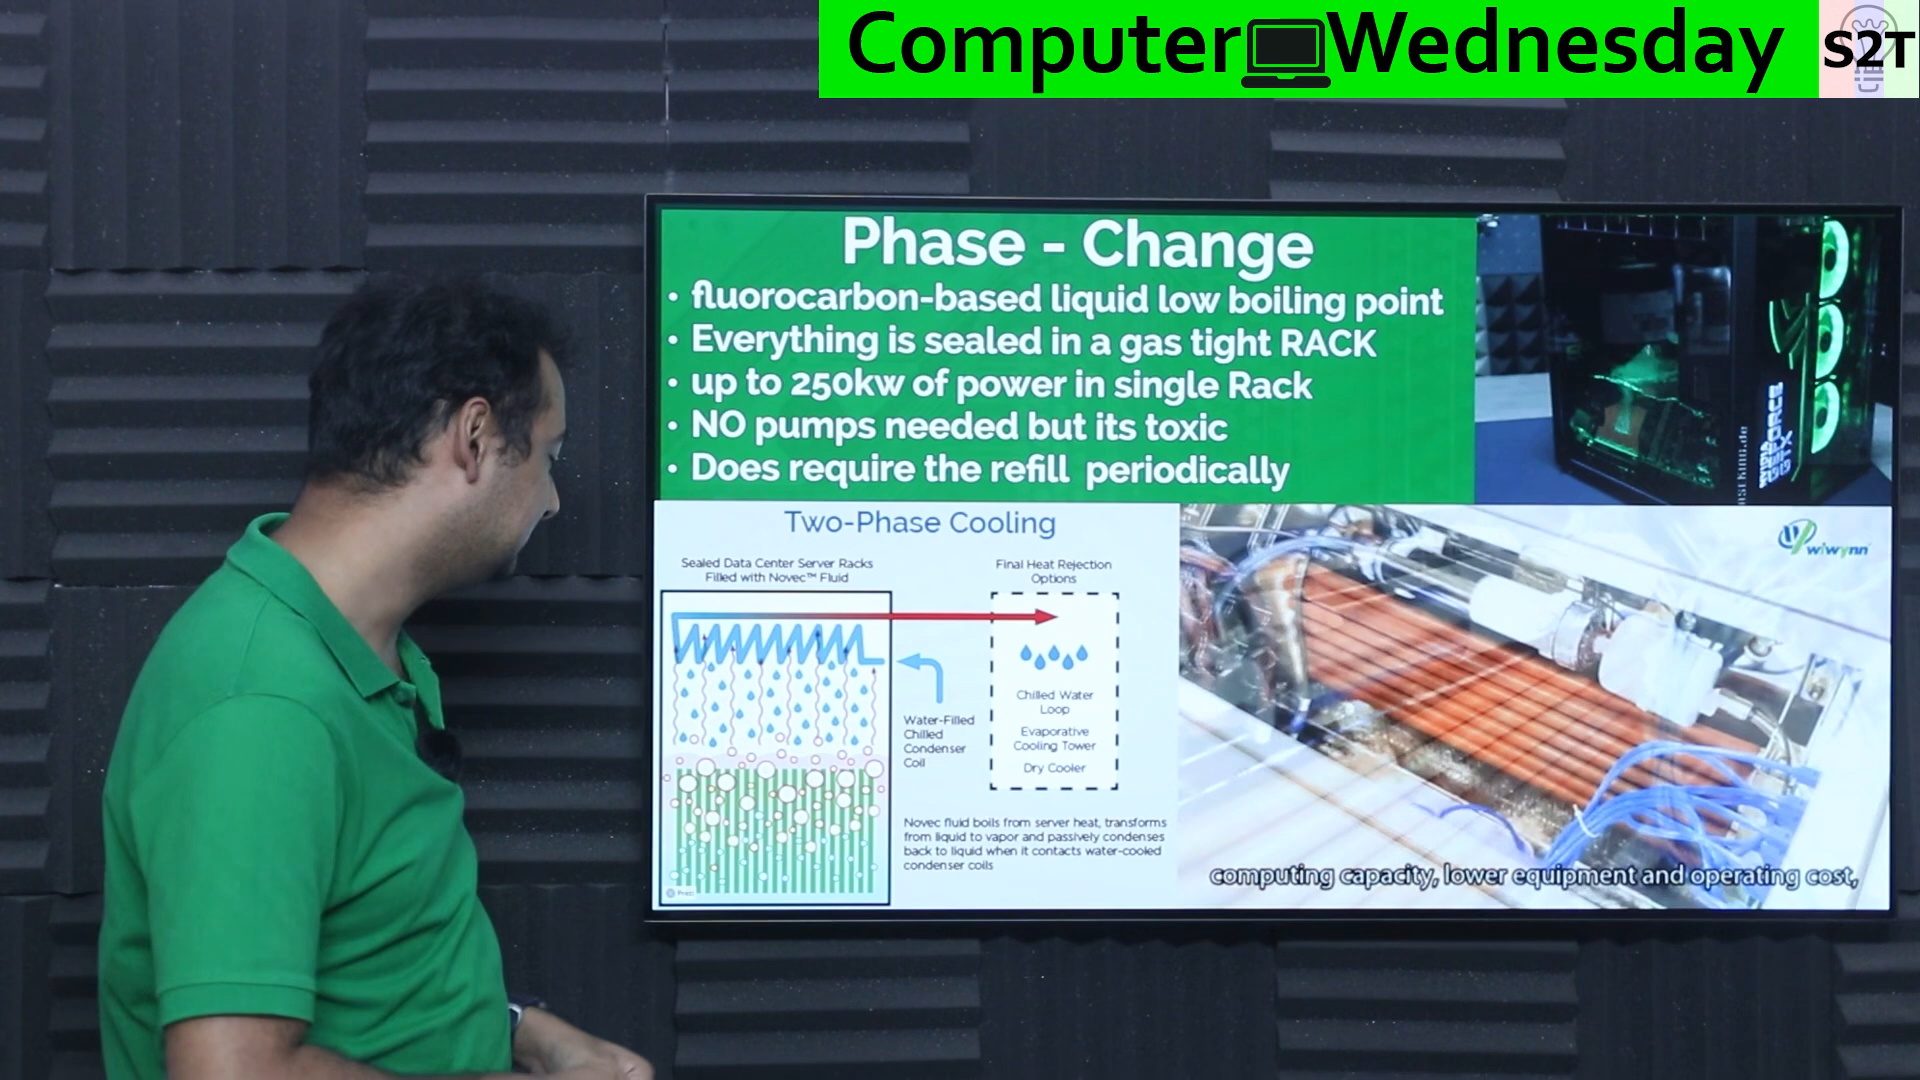 Computer Wednesday
S2T
Phase - Change
• fluorocarbon-based liquid low boiling point
• Everything is sealed in a gas tight RACK
• up to 250kw of power in single Rack
• NO pumps needed but its toxic
• Does require the refill periodically
GEFORCE
GTX
Two-Phase Cooling
Sealed Data Center Server Racks
Filled with Novec™ Fluid
Final Heat Rejection
Options
Chilled Water
Loop
Evaporative
Cooling Tower
Dry Cooler
Water-Filled
Chilled
Condenser
Coil
Novec fluid boils from server heat, transforms
from liquid to vapor and passively condenses
back to liquid when it contacts water-cooled
condenser coils
Prezi
wiwynn
computing capacity, lower equipment and operating cost,